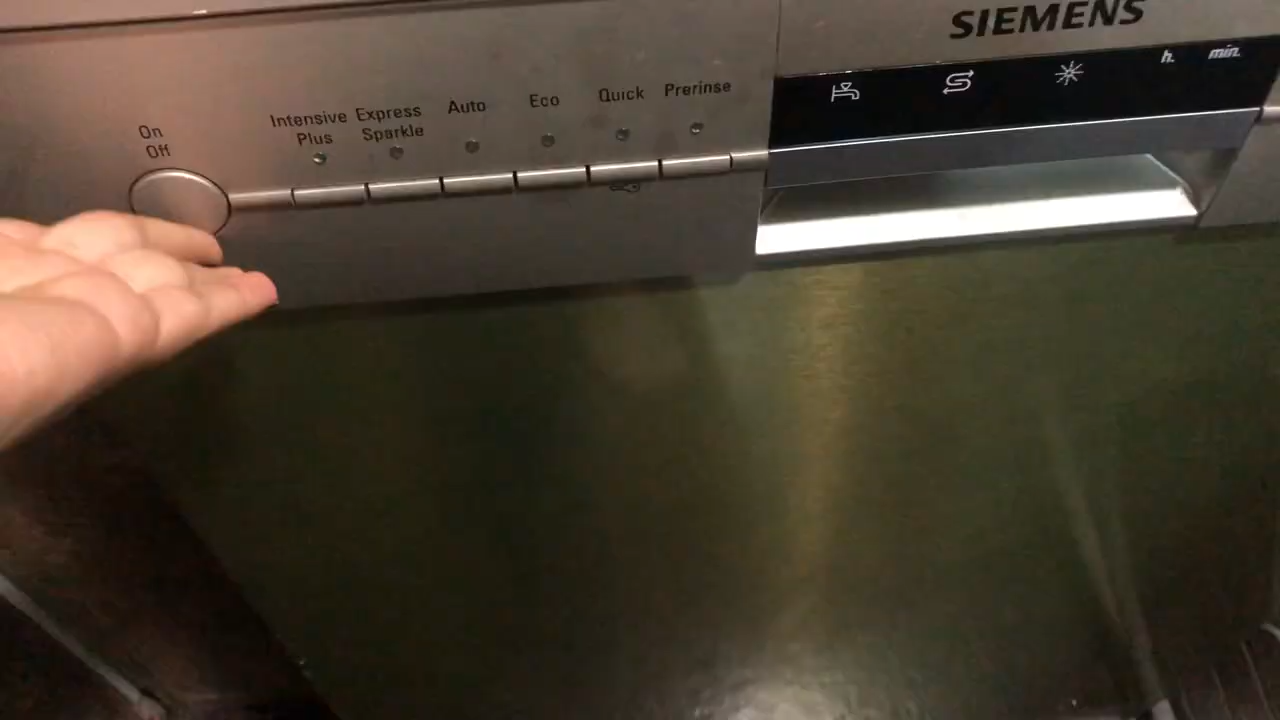 SIEMENS
h. min.
On
Off
Intensive
Plus
Express
Sparkle
Auto
Eco
Quick
Prerinse